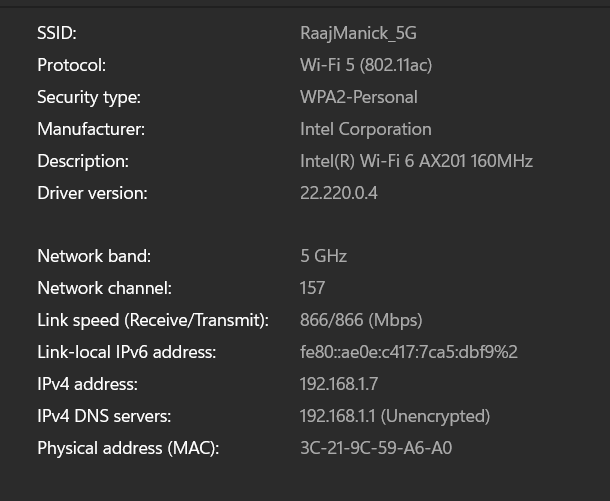 SSID: RaajManick_5G
Protocol: Wi-Fi 5 (802.11ac)
Security type: WPA2-Personal
Manufacturer: Intel Corporation
Description: Intel(R) Wi-Fi 6 AX201 160MHz
Driver version: 22.220.0.4
Network band: 5 GHz
Network channel: 157
Link speed (Receive/Transmit): 866/866 (Mbps)
Link-local IPv6 address: fe80::ae0e:c417:7ca5:dbf9%2
IPv4 address: 192.168.1.7
IPv4 DNS servers: 192.168.1.1 (Unencrypted)
Physical address (MAC): 3C-21-9C-59-A6-A0